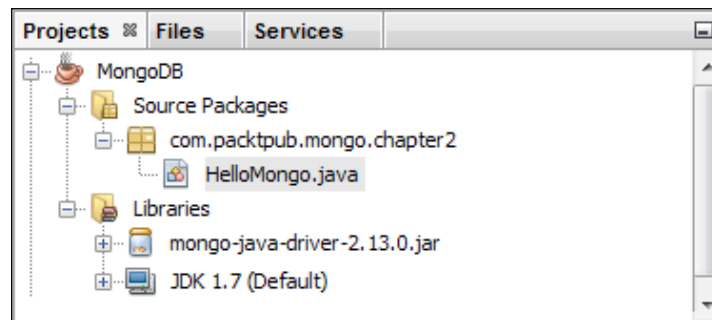 Projects Files Services
MongoDB
Source Packages
com.packtpub.mongo.chapter2
HelloMongo.java
Libraries
mongo-java-driver-2.13.0.jar
JDK 1.7 (Default)